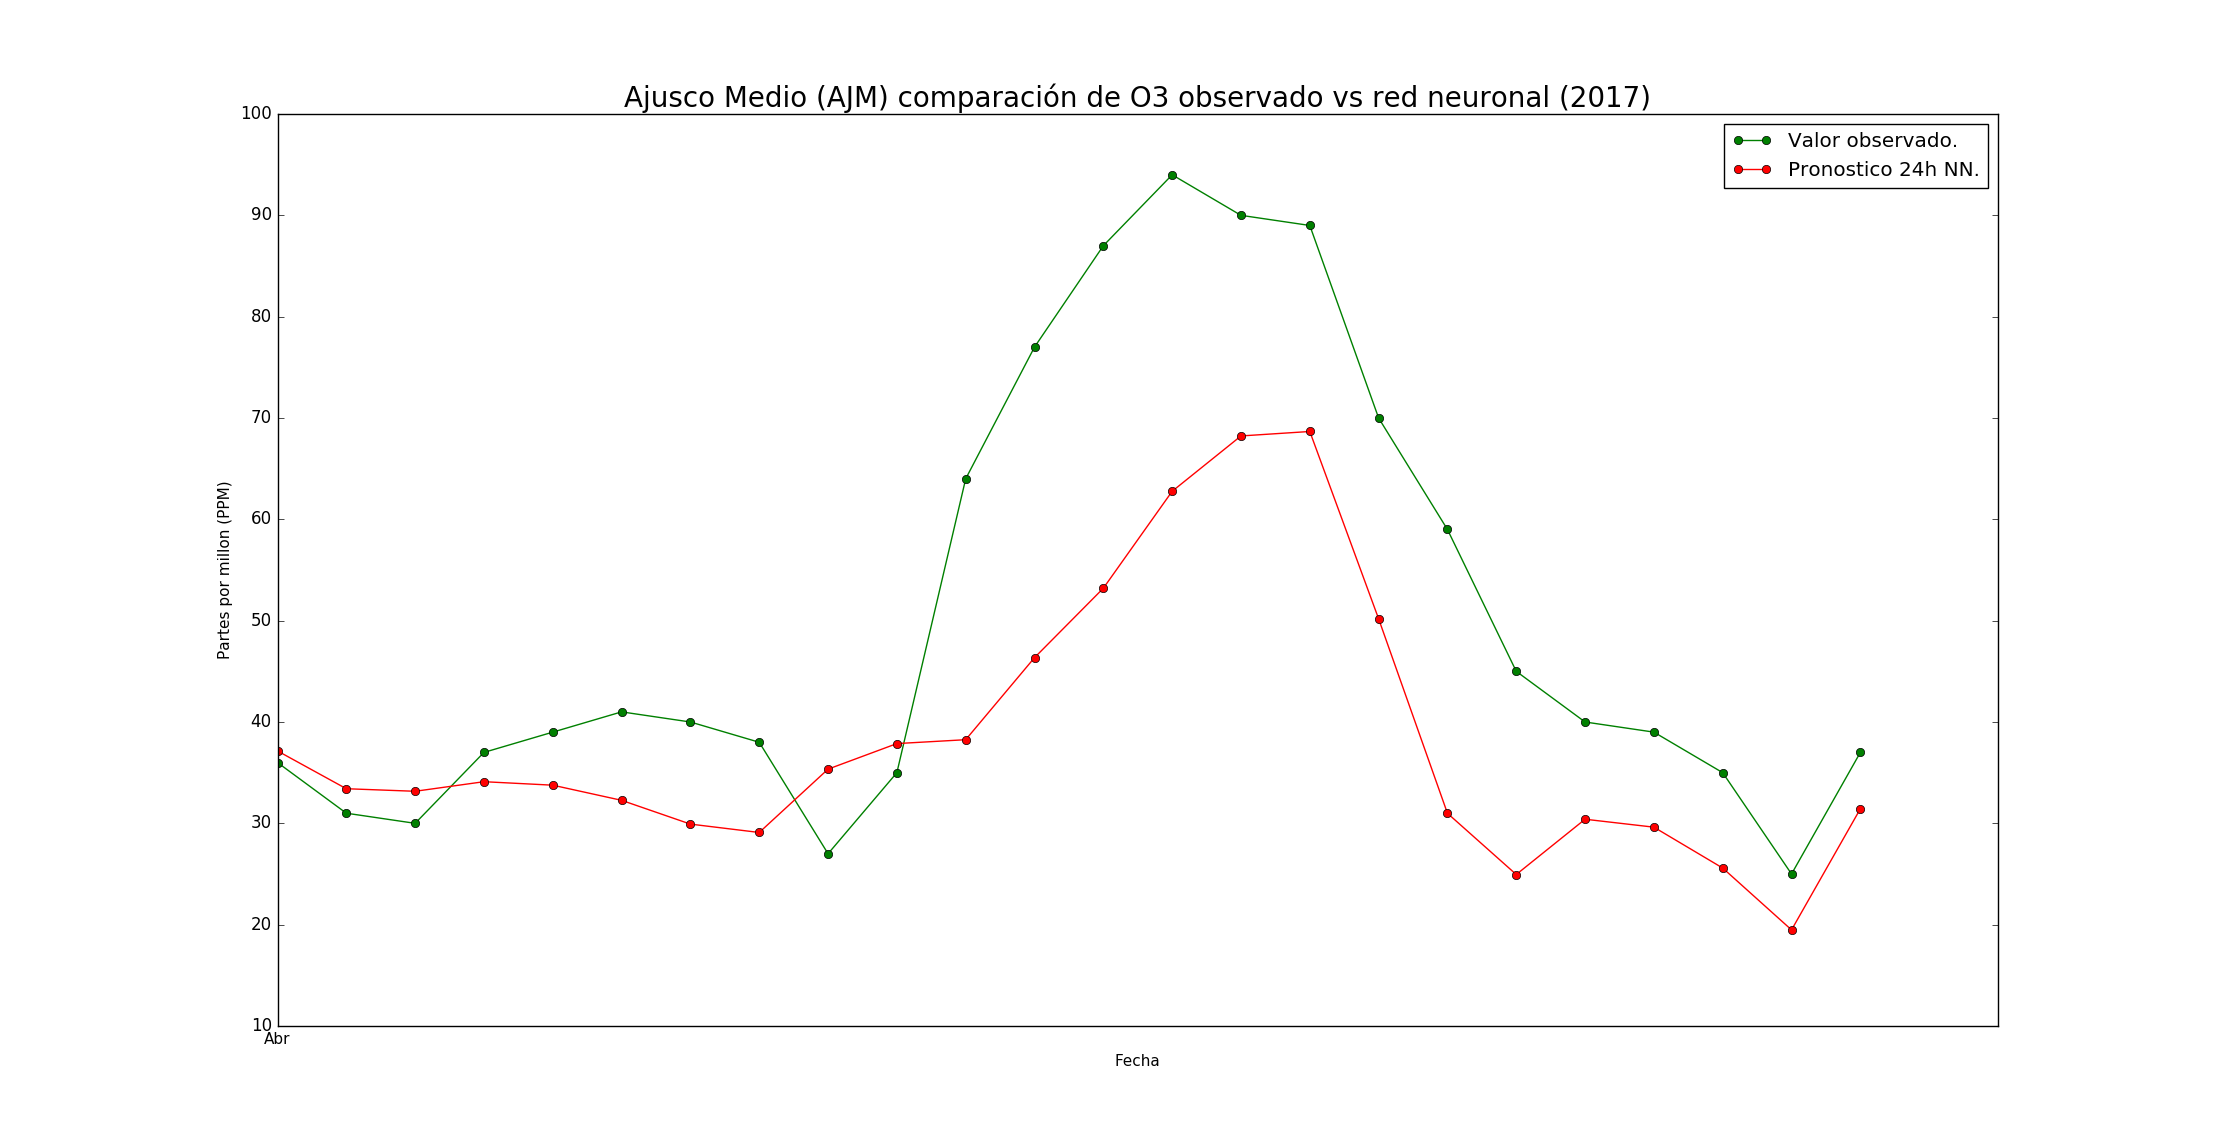 Ajusco Medio (AJM) comparación de O3 observado vs red neuronal (2017)
Valor observado.
Pronostico 24h NN.
Partes por millon (PPM)
100
90
80
70
60
50
40
30
20
10
Abr
Fecha